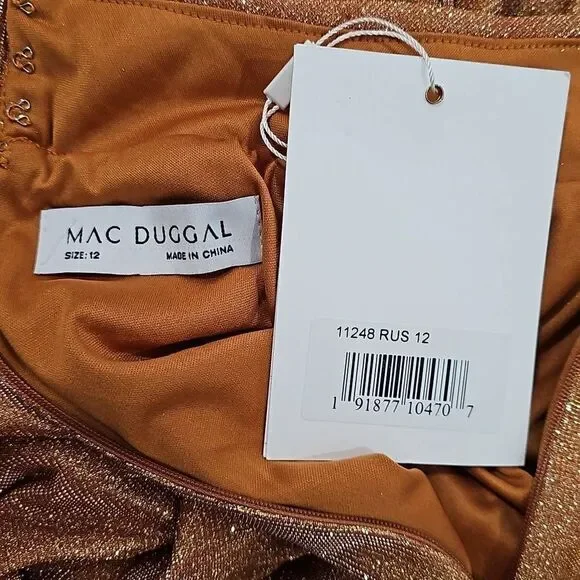 MAC DUGGAL
SIZE: 12 MADE IN CHINA
11248 RUS 12
1 91877 10470 7